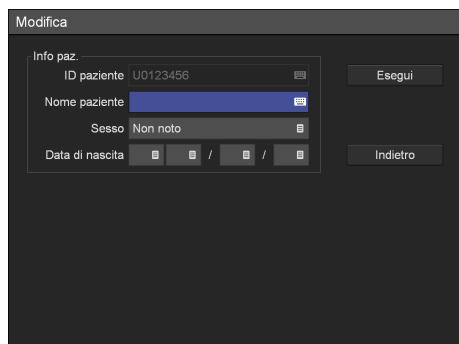 Modifica
Info paz.
ID paziente U0123456
Esegui
Nome paziente
Sesso Non noto
Data di nascita / /
Indietro